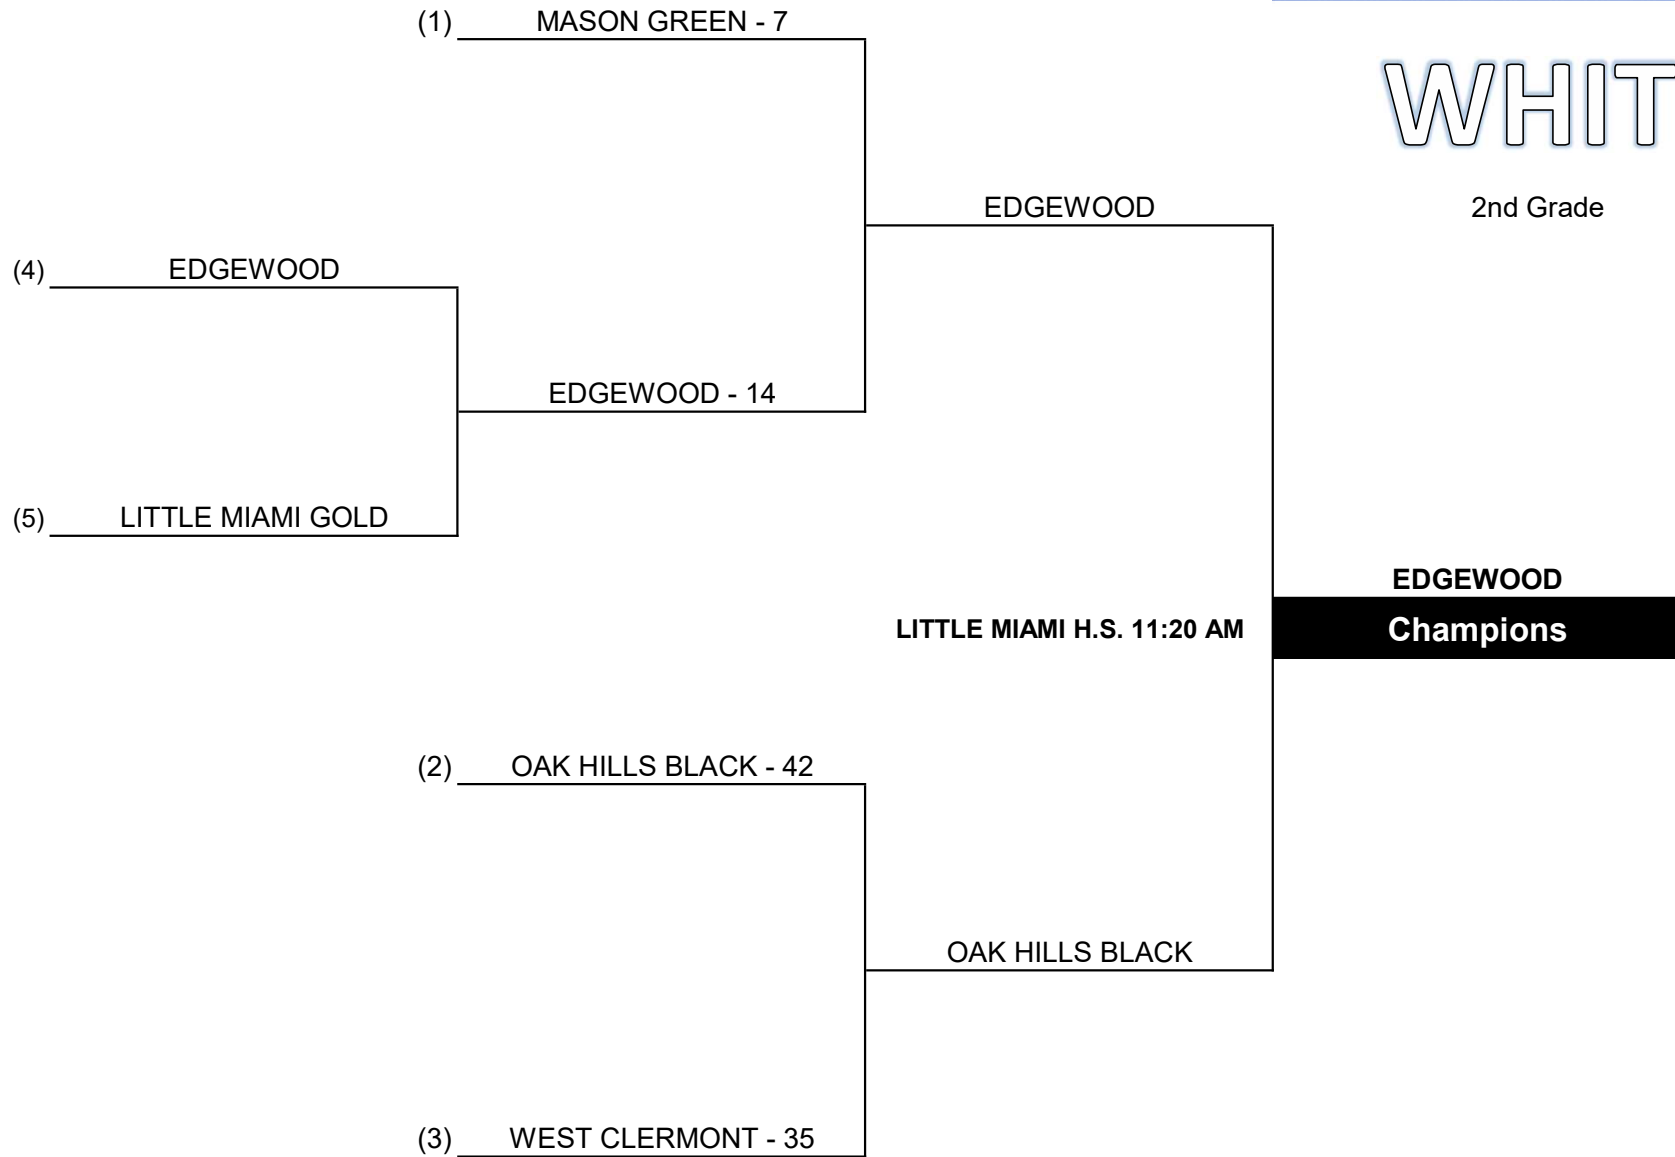 (1) MASON GREEN - 7
WHIT
EDGEWOOD
2nd Grade
(4) EDGEWOOD
EDGEWOOD - 14
(5) LITTLE MIAMI GOLD
EDGEWOOD
LITTLE MIAMI H.S. 11:20 AM
Champions
(2) OAK HILLS BLACK - 42
OAK HILLS BLACK
(3) WEST CLERMONT - 35